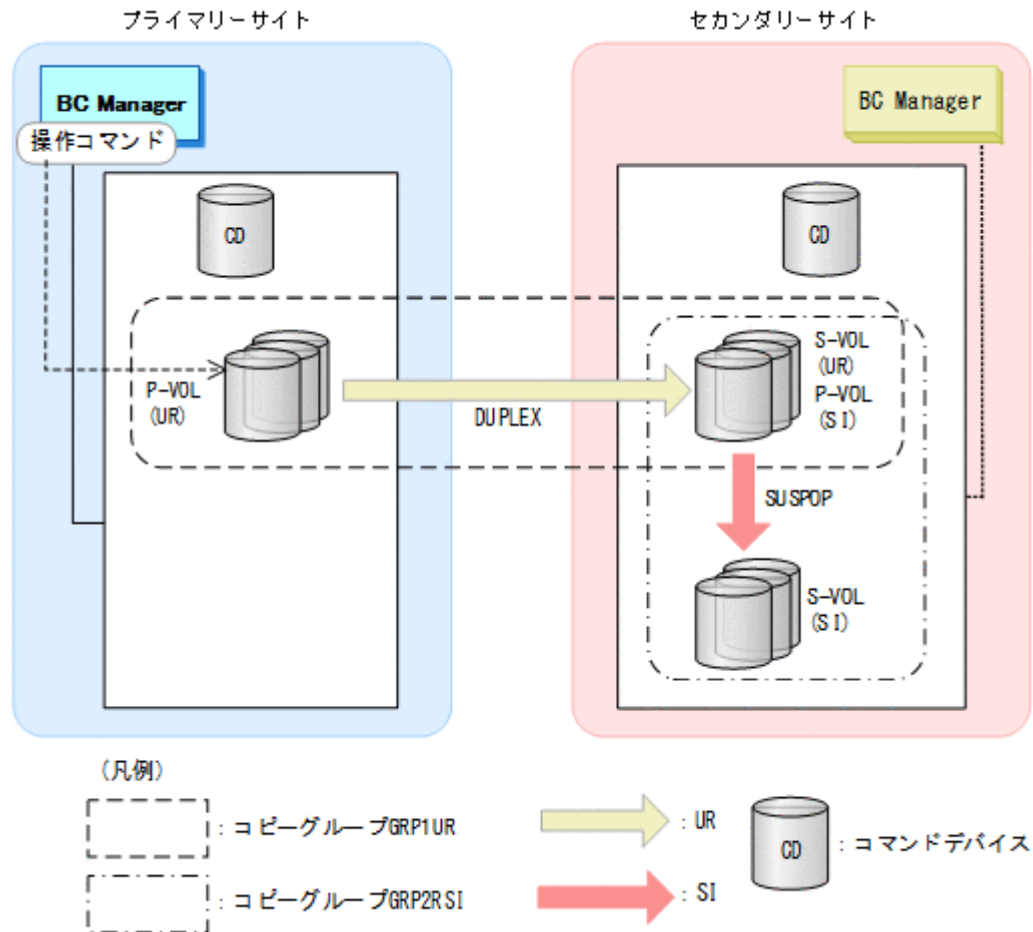 プライマリーサイト
セカンダリーサイト
BC Manager
操作コマンド
BC Manager
CD
CD
P-VOL
(UR)
DUPLEX
S-VOL
(UR)
P-VOL
(SI)
SUSPOP
S-VOL
(SI)
(凡例)
：コピーグループGRP1UR
：UR
CD
：コマンドデバイス
：コピーグループGRP2RSI
：SI